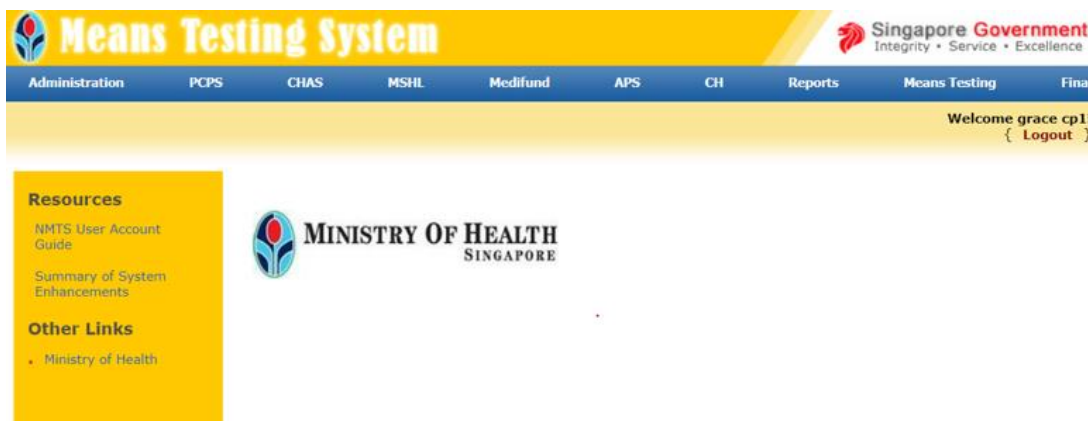 Means Testing System
Singapore Government
Integrity • Service • Excellence
Administration PCPS CHAS MSHL Medifund APS CH Reports Means Testing Fina
Welcome grace cp1
{ Logout }
Resources
NMTS User Account
Guide
Summary of System
Enhancements
Other Links
Ministry of Health
MINISTRY OF HEALTH
SINGAPORE